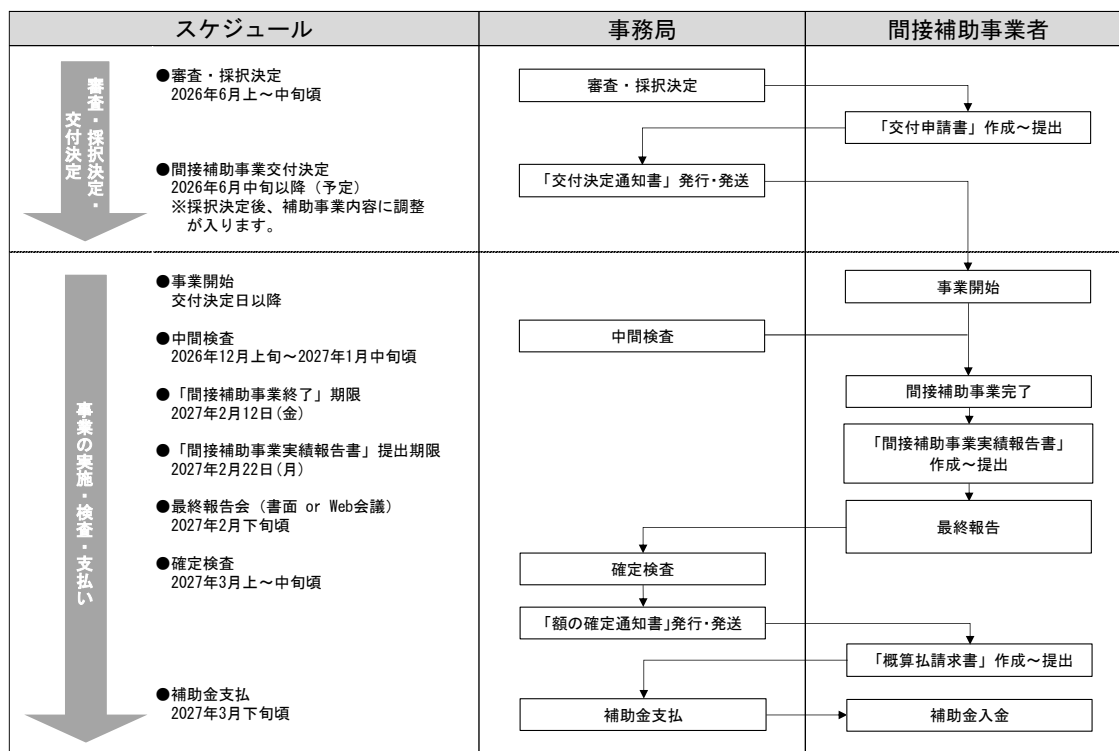 スケジュール
事務局
間接補助事業者
審査・採択決定・
交付決定
●審査・採択決定
2026年6月上～中旬頃
●間接補助事業交付決定
2026年6月中旬以降（予定）
※採択決定後、補助事業内容に調整
が入ります。
審査・採択決定
「交付申請書」作成～提出
「交付決定通知書」発行・発送
事業の実施・検査・支払い
●事業開始
交付決定日以降
●中間検査
2026年12月上旬～2027年1月中旬頃
●「間接補助事業終了」期限
2027年2月12日(金)
●「間接補助事業実績報告書」提出期限
2027年2月22日(月)
●最終報告会（書面 or Web会議）
2027年2月下旬頃
●確定検査
2027年3月上～中旬頃
●補助金支払
2027年3月下旬頃
事業開始
中間検査
間接補助事業完了
「間接補助事業実績報告書」
作成～提出
最終報告
確定検査
「額の確定通知書」発行・発送
「概算払請求書」作成～提出
補助金支払
補助金入金